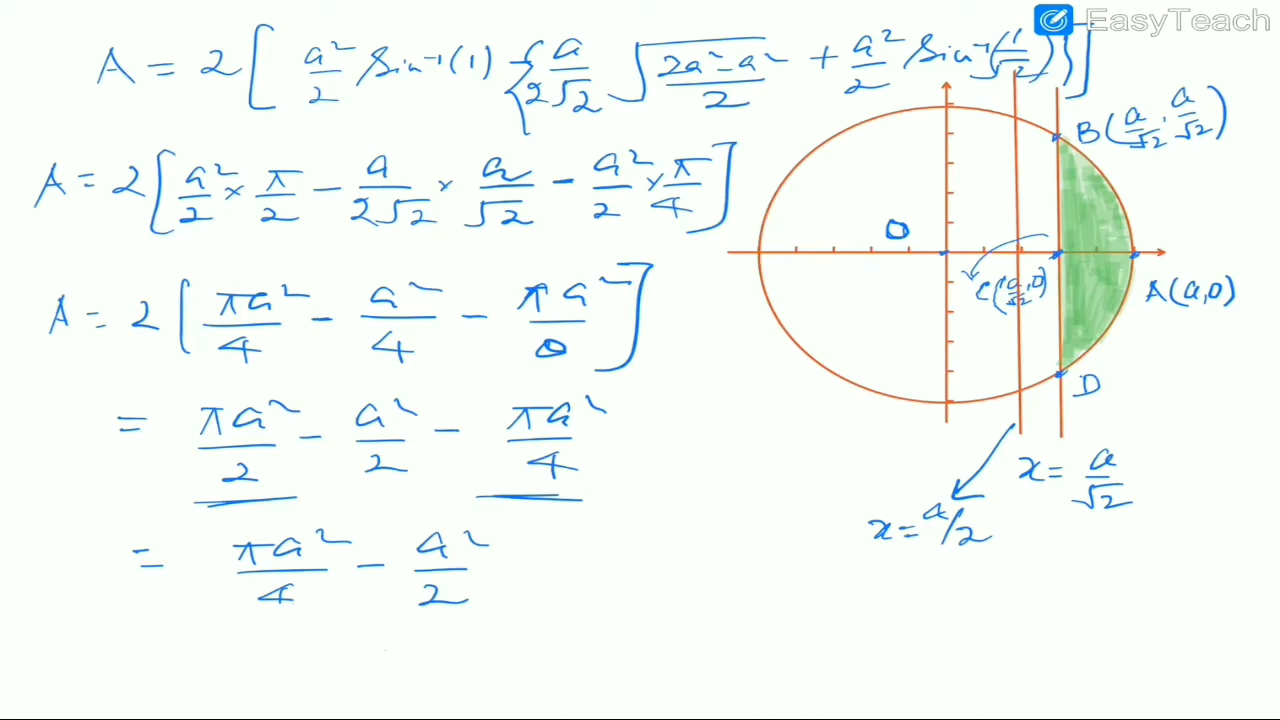 EasyTeach
A = 2 [ a²/2 Sin⁻¹(1) - { a/2√2 √(2a²-a²)/2 + a²/2 Sin⁻¹(1/√2) } ]
A = 2 [ a²/2 × π/2 - a/2√2 × a/√2 - a²/2 × π/4 ]
A = 2 [ πa²/4 - a²/4 - πa²/8 ]
= πa²/2 - a²/2 - πa²/4
= πa²/4 - a²/2
B (a/√2, a/√2)
O
C (a/√2, 0)
A (a, 0)
D
x = a/√2
x = a/2